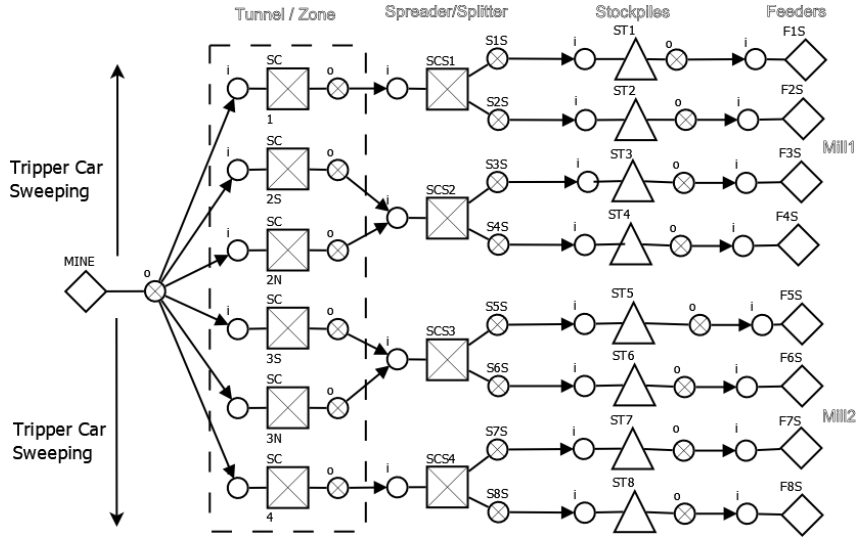 Tunnel / Zone Spreader/Splitter Stockpiles Feeders
i SC o i SCS1 S1S i ST1 o i F1S
1
S2S i ST2 o i F2S
Mill1
Tripper Car
Sweeping
i SC o i SCS2 S3S i ST3 o i F3S
2S
S4S i ST4 o i F4S
i SC o
2N
MINE o
i SC o i SCS3 S5S i ST5 o i F5S
3S
S6S i ST6 o i F6S
i SC o
3N
Mill2
Tripper Car
Sweeping
i SC o i SCS4 S7S i ST7 o i F7S
4
S8S i ST8 o i F8S